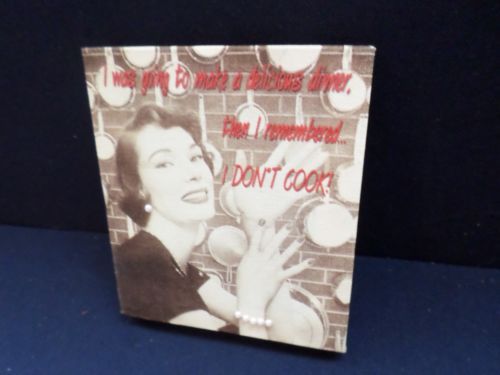 I was going to make a delicious dinner,
then I remembered...
I DON'T COOK!